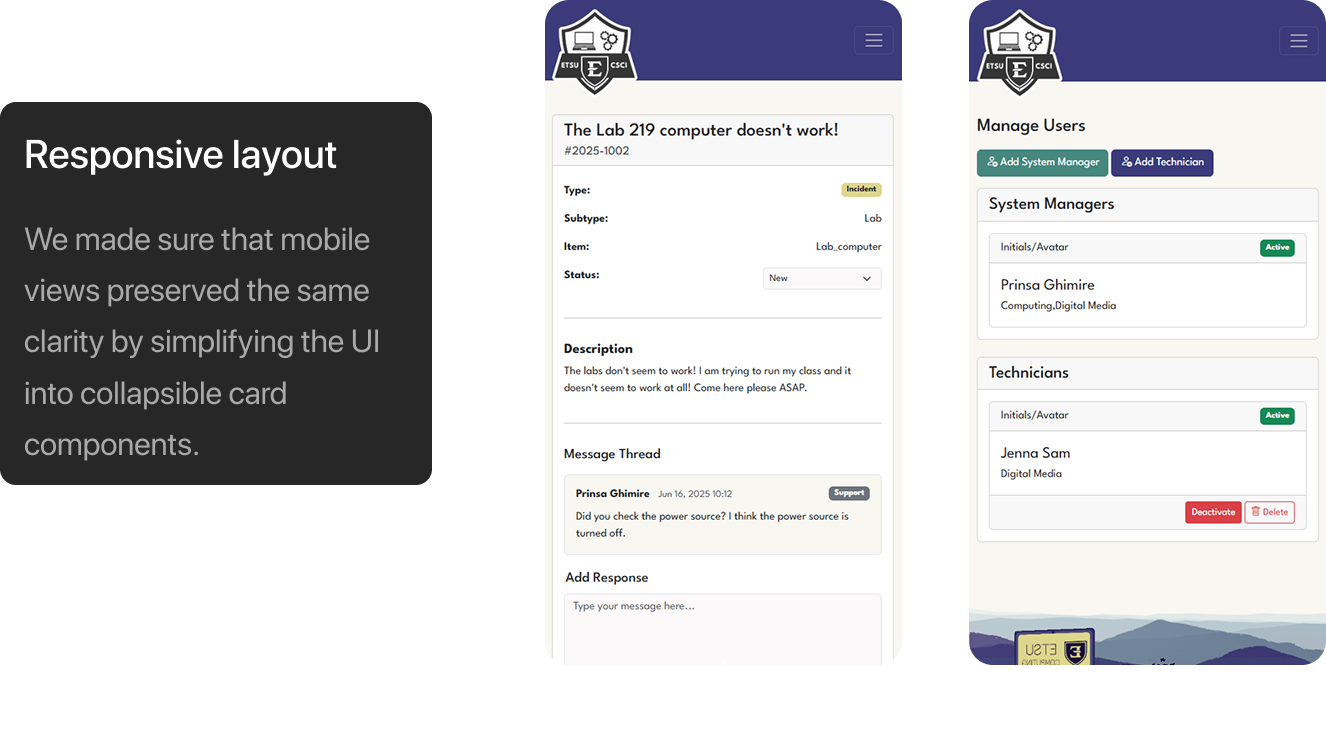 Responsive layout
We made sure that mobile
views preserved the same
clarity by simplifying the UI
into collapsible card
components.
ETSU E CSCI
The Lab 219 computer doesn't work!
#2025-1002
Type: Incident
Subtype: Lab
Item: Lab_computer
Status: New
Description
The labs don't seem to work! I am trying to run my class and it
doesn't seem to work at all! Come here please ASAP.
Message Thread
Prinsa Ghimire Jun 16, 2025 10:12 Support
Did you check the power source? I think the power source is
turned off.
Add Response
Type your message here...
ETSU E CSCI
Manage Users
Add System Manager Add Technician
System Managers
Initials/Avatar Active
Prinsa Ghimire
Computing,Digital Media
Technicians
Initials/Avatar Active
Jenna Sam
Digital Media
Deactivate Delete
ETSU E
COMPUTING